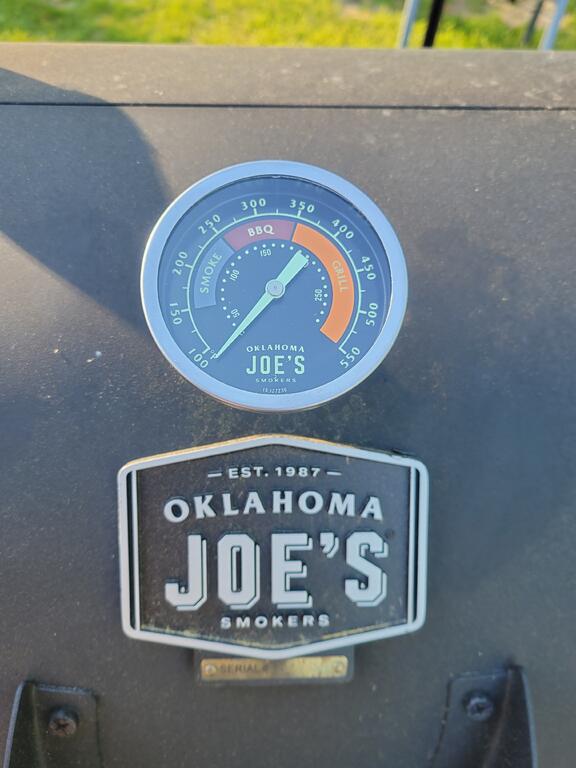 100
150
200
250
300
350
400
450
500
550
SMOKE
BBQ
GRILL
50
100
150
250
°F
OKLAHOMA
JOE'S
SMOKERS
— EST. 1987 —
OKLAHOMA
JOE'S
SMOKERS
SERIAL#